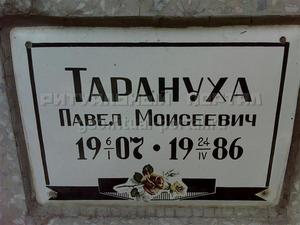 ТАРАНУХА
ПАВЕЛ МОИСЕЕВИЧ
19 6/I 07 · 19 24/IV 86